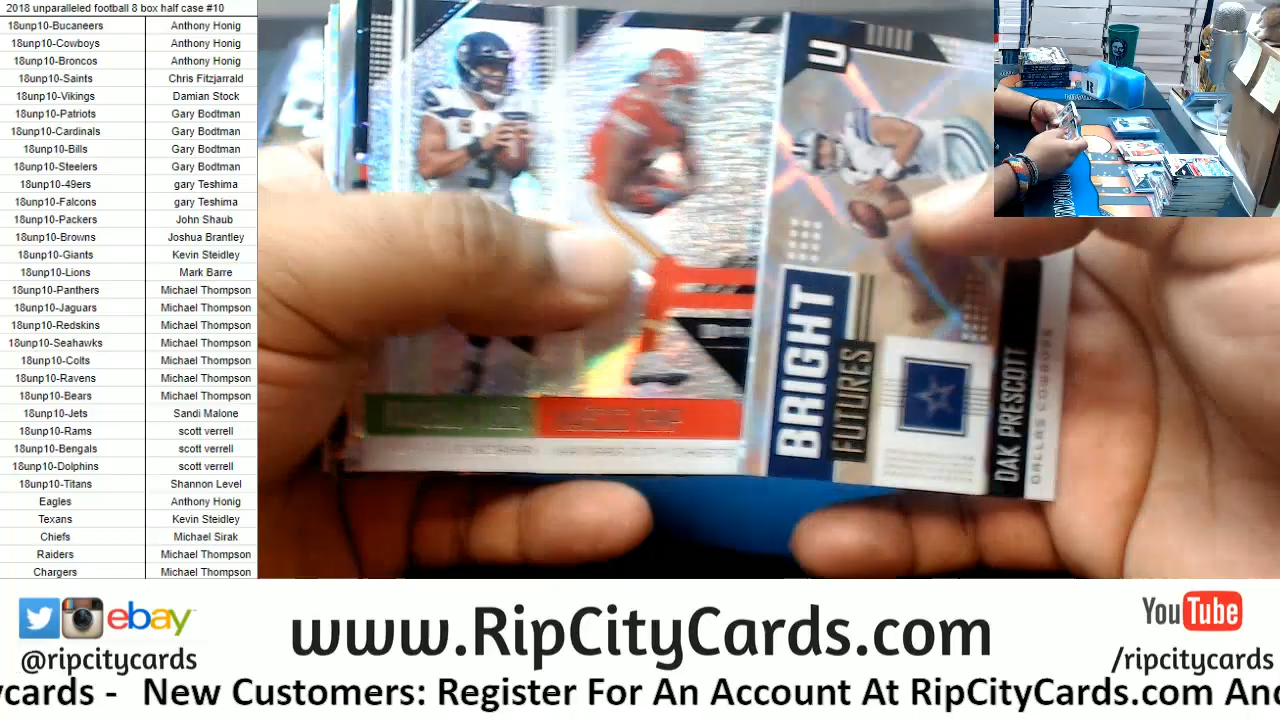 2018 unparalleled football 8 box half case #10
18unp10-Bucaneers Anthony Honig
18unp10-Cowboys Anthony Honig
18unp10-Broncos Anthony Honig
18unp10-Saints Chris Fitzjarrald
18unp10-Vikings Damian Stock
18unp10-Patriots Gary Bodtman
18unp10-Cardinals Gary Bodtman
18unp10-Bills Gary Bodtman
18unp10-Steelers Gary Bodtman
18unp10-49ers gary Teshima
18unp10-Falcons gary Teshima
18unp10-Packers John Shaub
18unp10-Browns Joshua Brantley
18unp10-Giants Kevin Steidley
18unp10-Lions Mark Barre
18unp10-Panthers Michael Thompson
18unp10-Jaguars Michael Thompson
18unp10-Redskins Michael Thompson
18unp10-Seahawks Michael Thompson
18unp10-Colts Michael Thompson
18unp10-Ravens Michael Thompson
18unp10-Bears Michael Thompson
18unp10-Jets Sandi Malone
18unp10-Rams scott verrell
18unp10-Bengals scott verrell
18unp10-Dolphins scott verrell
18unp10-Titans Shannon Level
Eagles Anthony Honig
Texans Kevin Steidley
Chiefs Michael Sirak
Raiders Michael Thompson
Chargers Michael Thompson
U
BRIGHT
FUTURES
DAK PRESCOTT
DALLAS COWBOYS
ebay
@ripcitycards
www.RipCityCards.com
YouTube
/ripcitycards
ycards - New Customers: Register For An Account At RipCityCards.com And